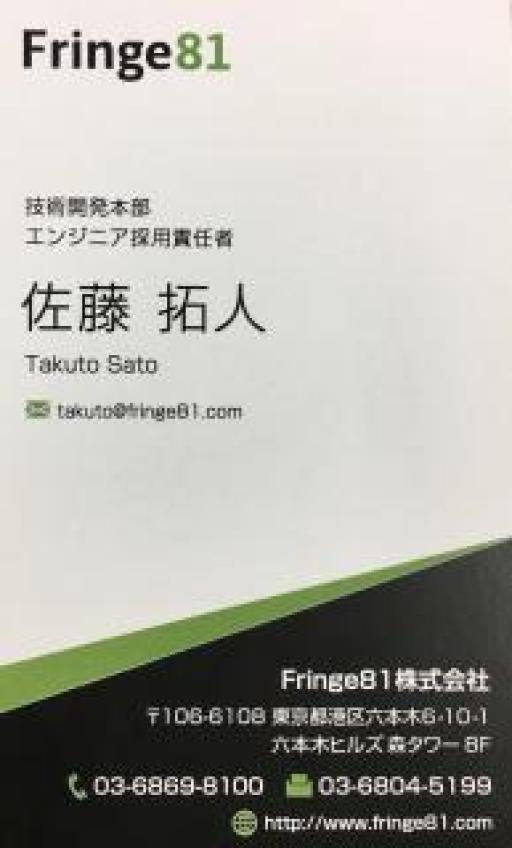 Fringe81
技術開発本部
エンジニア採用責任者
佐藤 拓人
Takuto Sato
takuto@fringe81.com
Fringe81株式会社
〒106-6108 東京都港区六本木6-10-1
六本木ヒルズ 森タワー 8F
03-6869-8100 03-6804-5199
http://www.fringe81.com